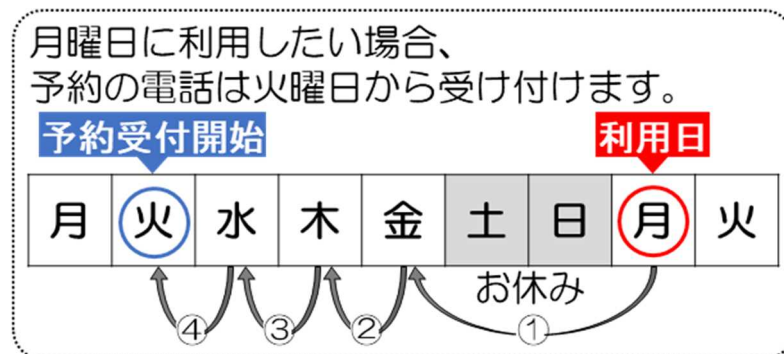 月曜日に利用したい場合、
予約の電話は火曜日から受け付けます。
予約受付開始 利用日
月 火 水 木 金 土 日 月 火
お休み
④ ③ ② ①